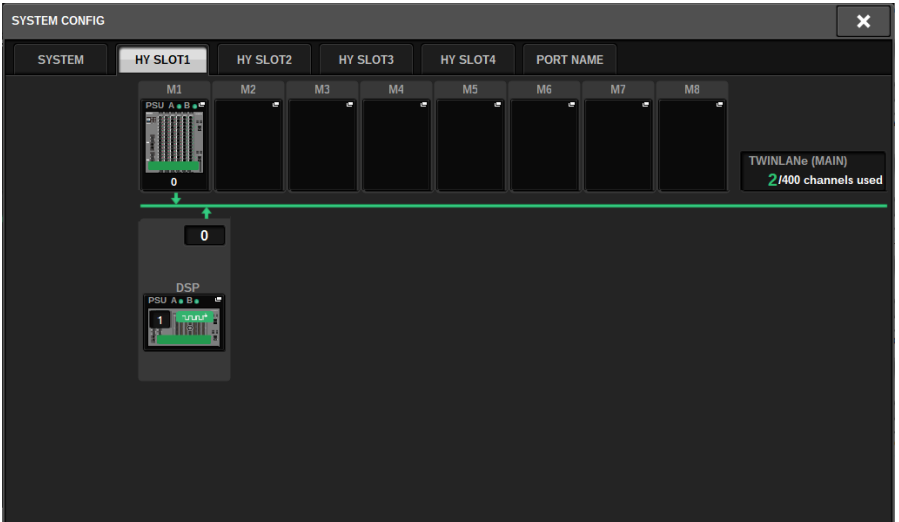 SYSTEM CONFIG
SYSTEM HY SLOT1 HY SLOT2 HY SLOT3 HY SLOT4 PORT NAME
M1 M2 M3 M4 M5 M6 M7 M8
PSU A B
TWINLANe (MAIN)
0
2/400 channels used
0
DSP
PSU A B
1